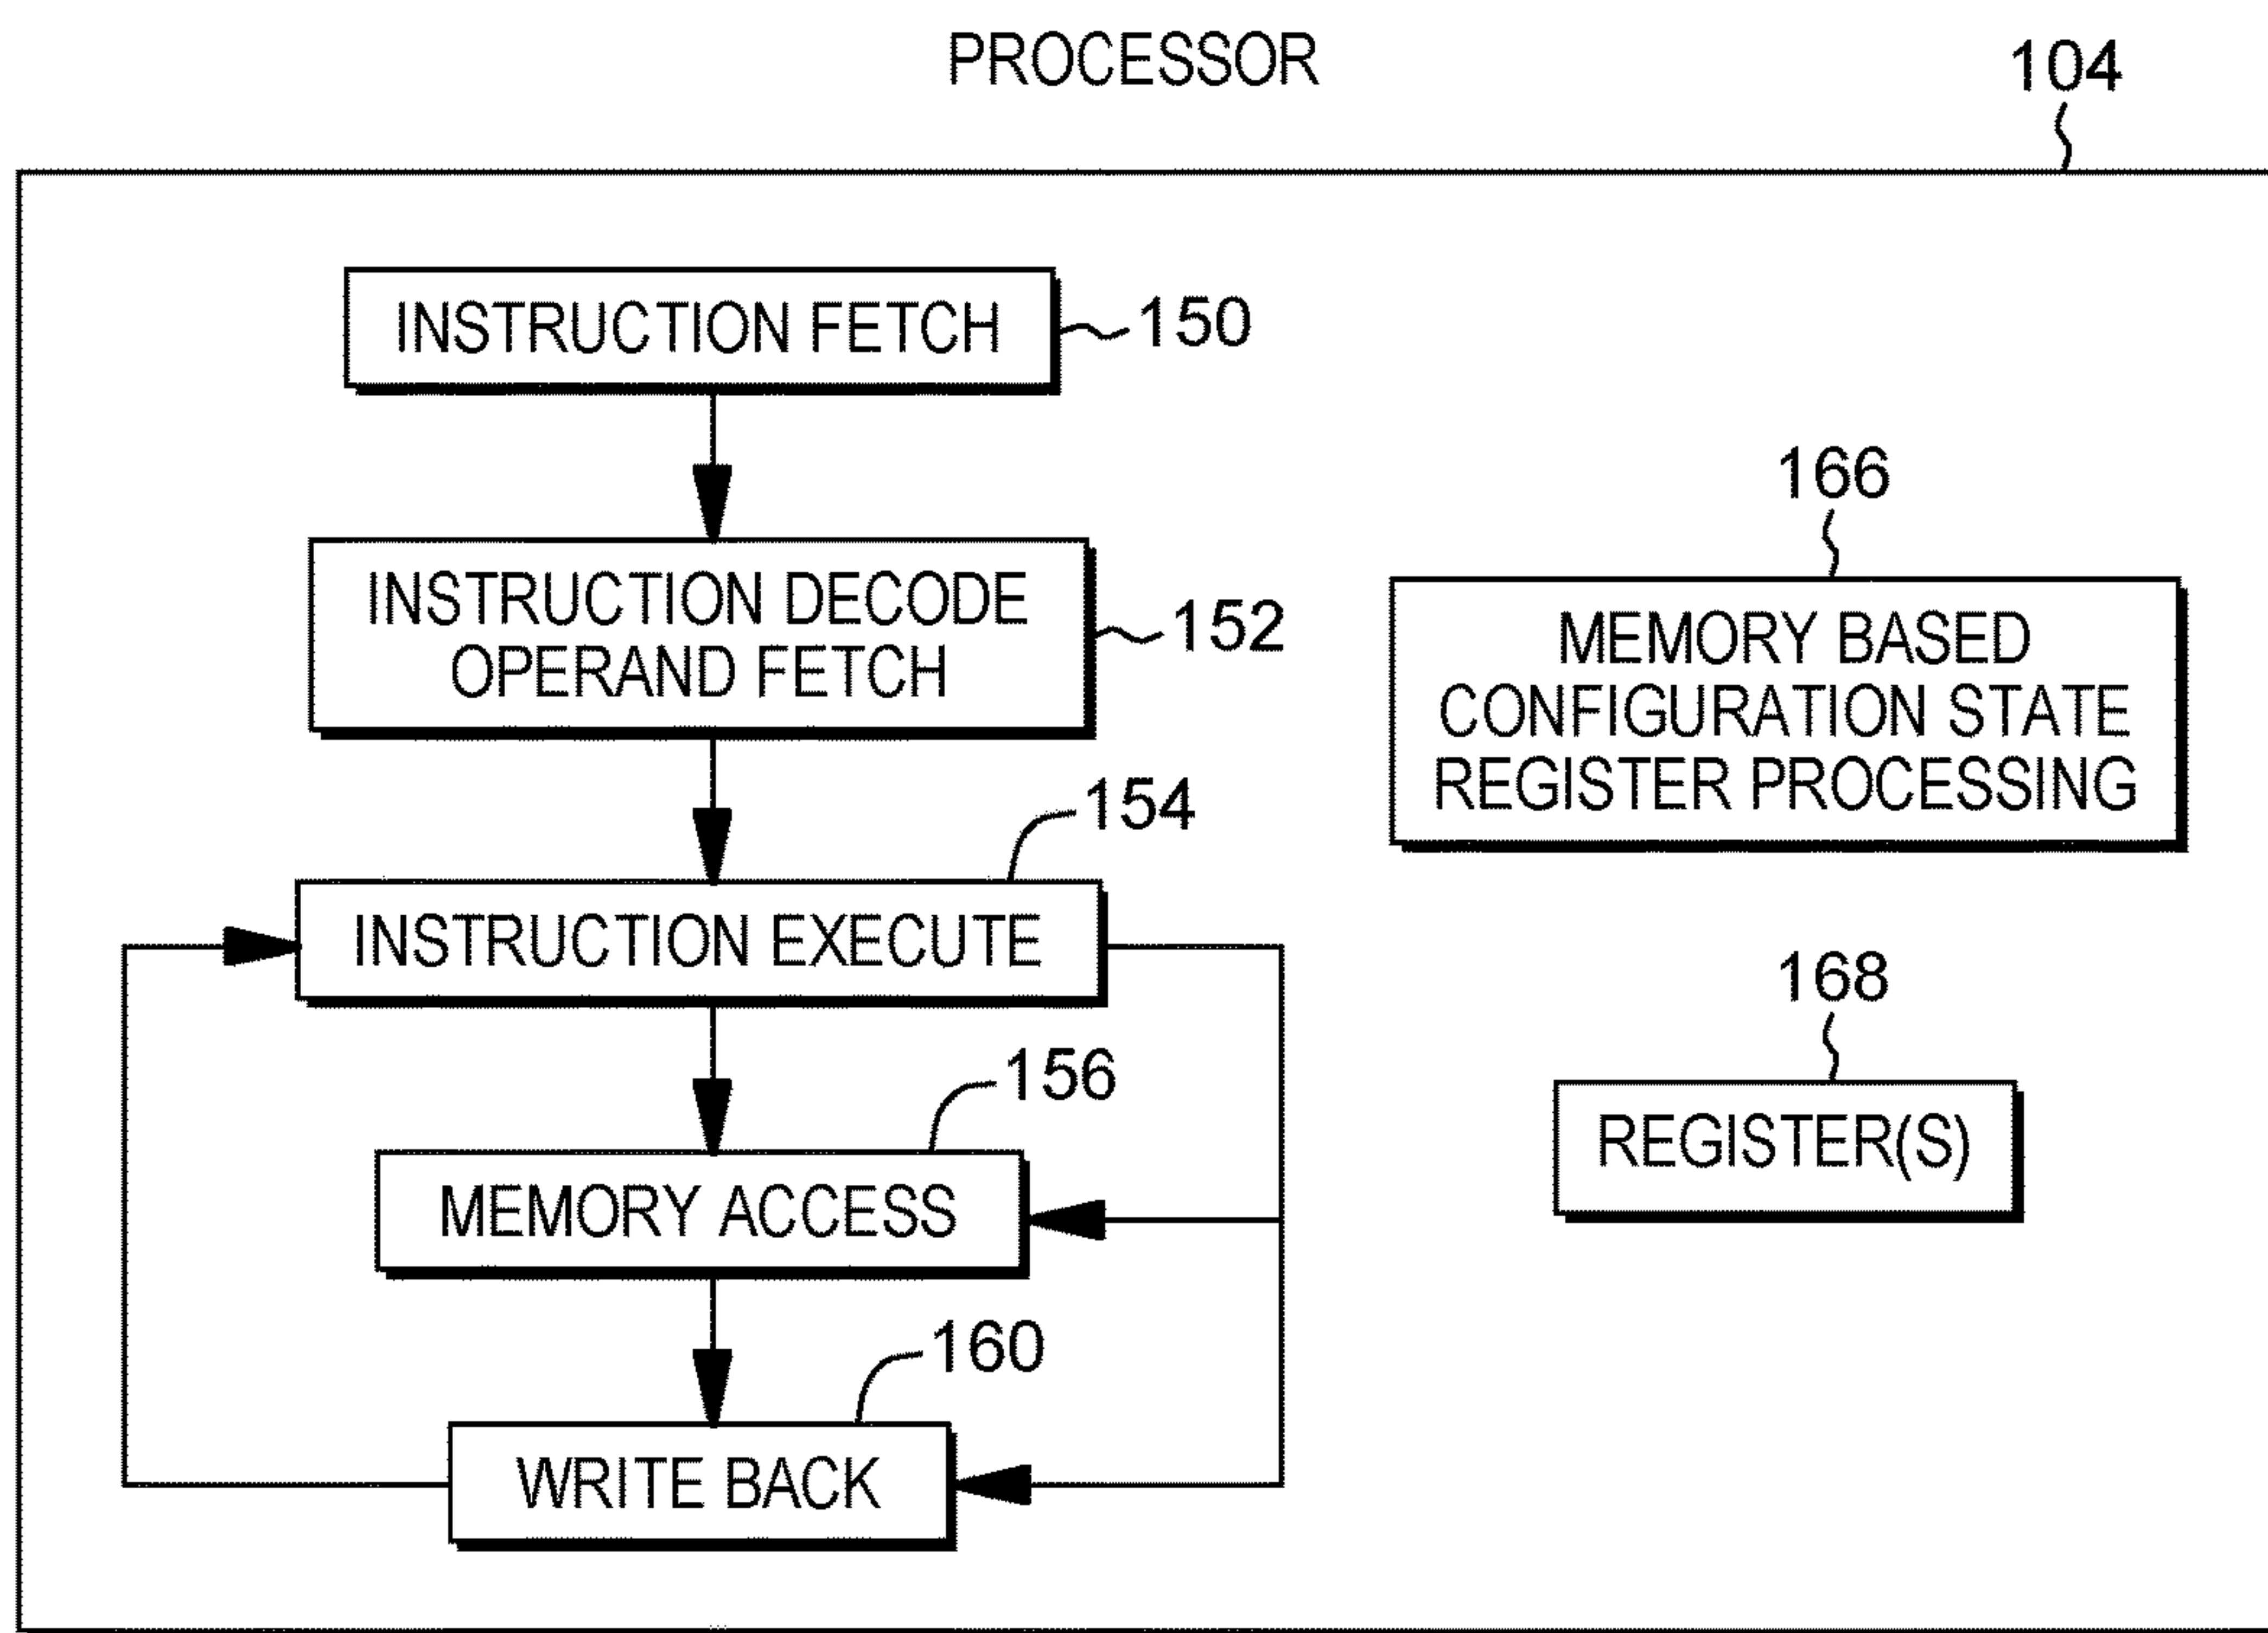 PROCESSOR
104
INSTRUCTION FETCH
150
INSTRUCTION DECODE
OPERAND FETCH
152
154
INSTRUCTION EXECUTE
156
MEMORY ACCESS
160
WRITE BACK
166
MEMORY BASED
CONFIGURATION STATE
REGISTER PROCESSING
168
REGISTER(S)